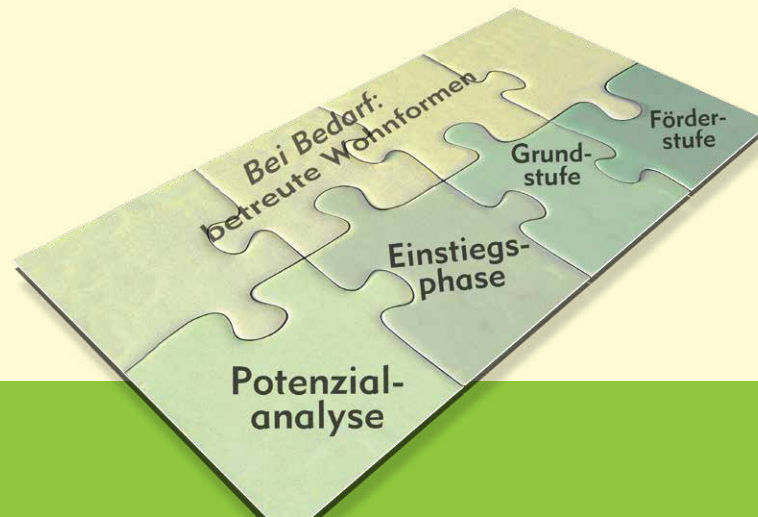 Bei Bedarf:
betreute Wohnformen
Förder-
stufe
Grund-
stufe
Einstiegs-
phase
Potenzial-
analyse